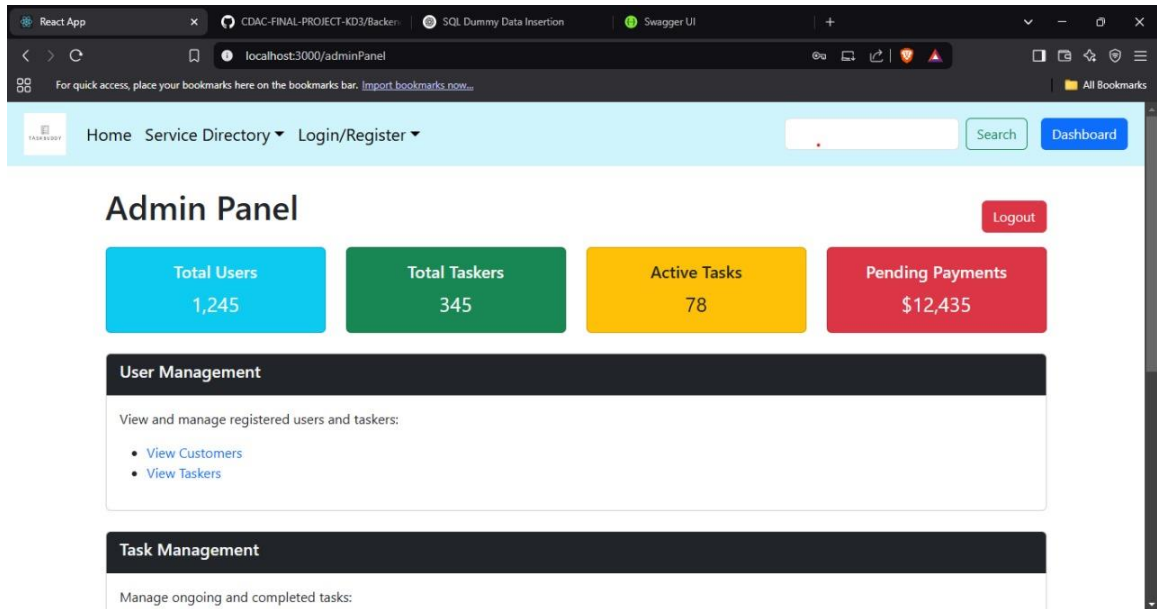 React App
CDAC-FINAL-PROJECT-KD3/Backen
SQL Dummy Data Insertion
Swagger UI
localhost:3000/adminPanel
For quick access, place your bookmarks here on the bookmarks bar. Import bookmarks now...
All Bookmarks
TASKBUDDY
Home Service Directory Login/Register
Search
Dashboard
Admin Panel
Logout
Total Users
1,245
Total Taskers
345
Active Tasks
78
Pending Payments
$12,435
User Management
View and manage registered users and taskers:
View Customers
View Taskers
Task Management
Manage ongoing and completed tasks: